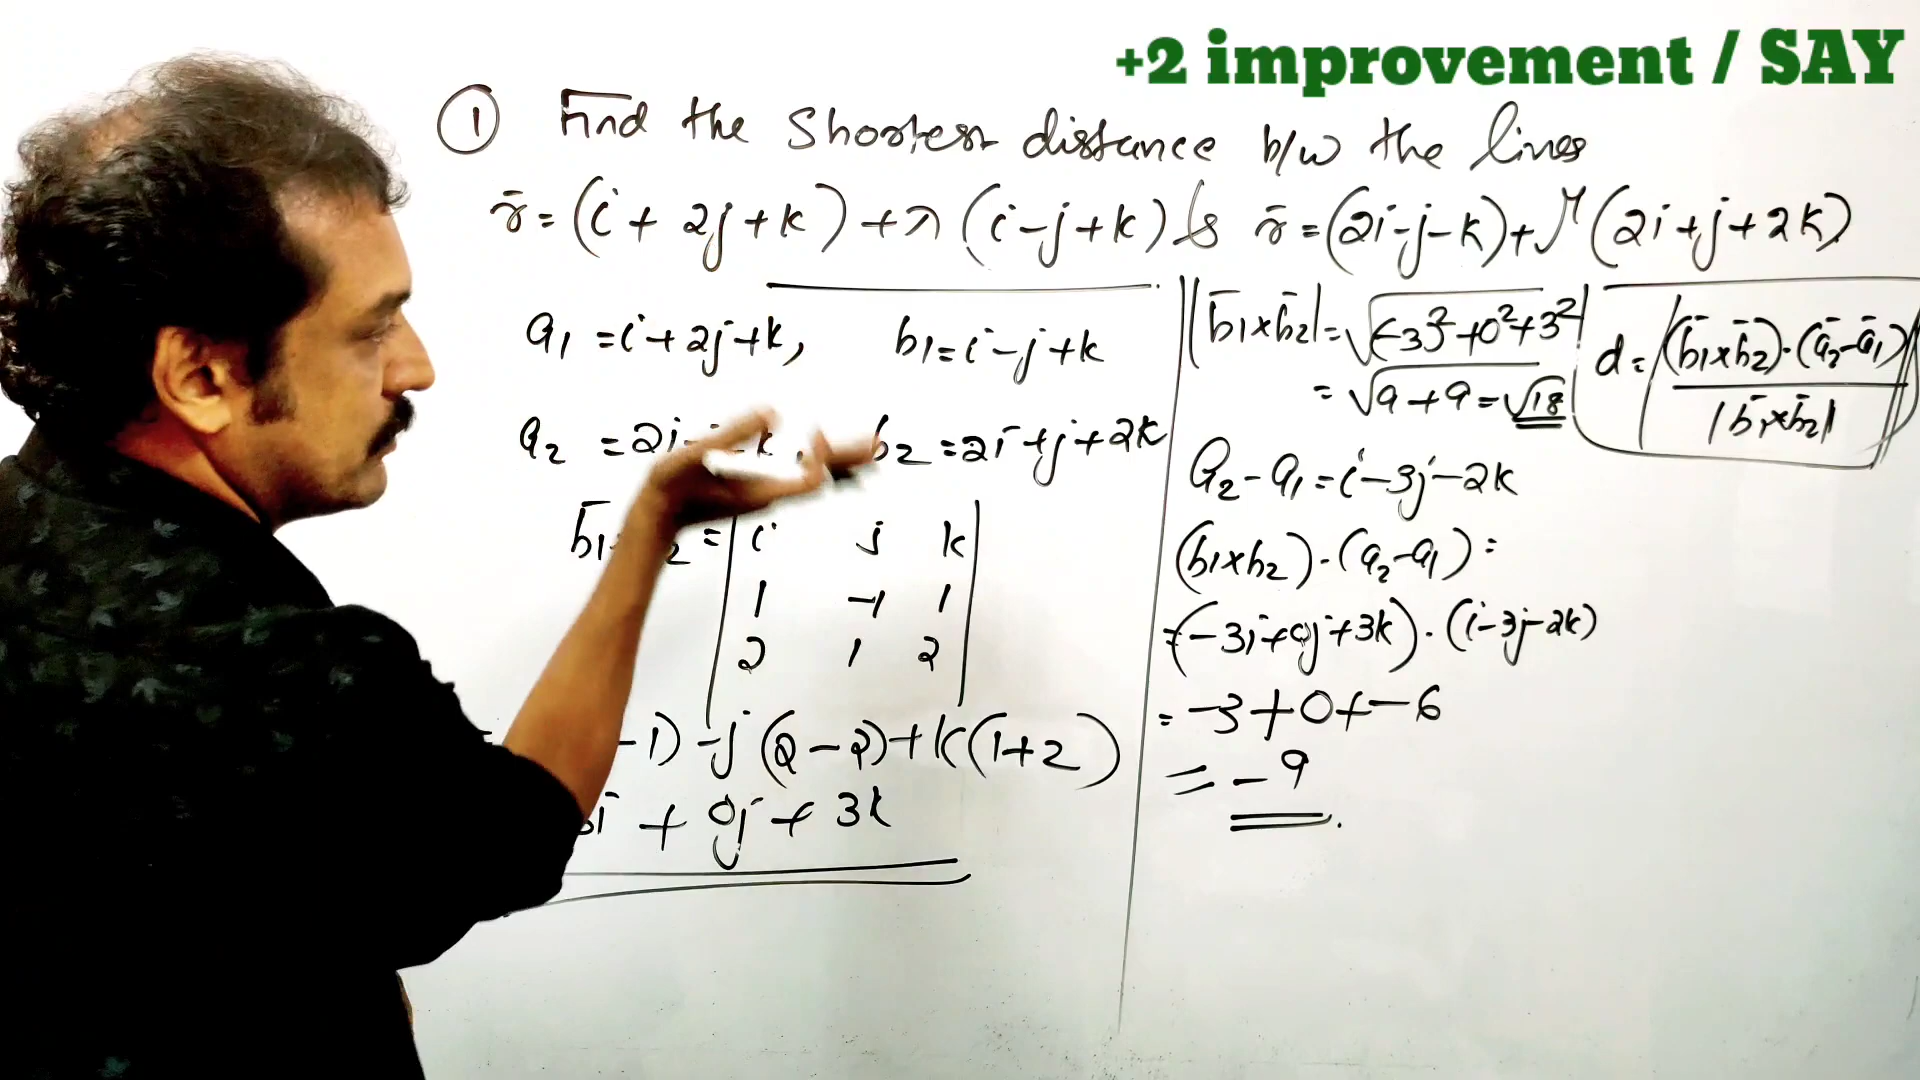 +2 improvement / SAY
① Find the Shortest distance b/w the lines
r̄ = (i + 2j + k) + λ (i - j + k) & r̄ = (2i - j - k) + μ (2i + j + 2k)
a₁ = i + 2j + k, b₁ = i - j + k
a₂ = 2i k, b₂ = 2i + j + 2k
b̄₁ ₂ = | i j k |
1 -1 1
2 1 2
-1) - j (2 - 2) + k (1 + 2)
i + 0j + 3k
|b̄₁ × b̄₂| = √(-3)² + 0² + 3²
= √9 + 9 = √18
d = |(b̄₁ × b̄₂) · (ā₂ - ā₁)|
|b̄₁ × b̄₂|
a₂ - a₁ = i - 3j - 2k
(b₁ × b₂) · (a₂ - a₁) =
= (-3i + 0j + 3k) · (i - 3j - 2k)
= -3 + 0 + -6
= -9